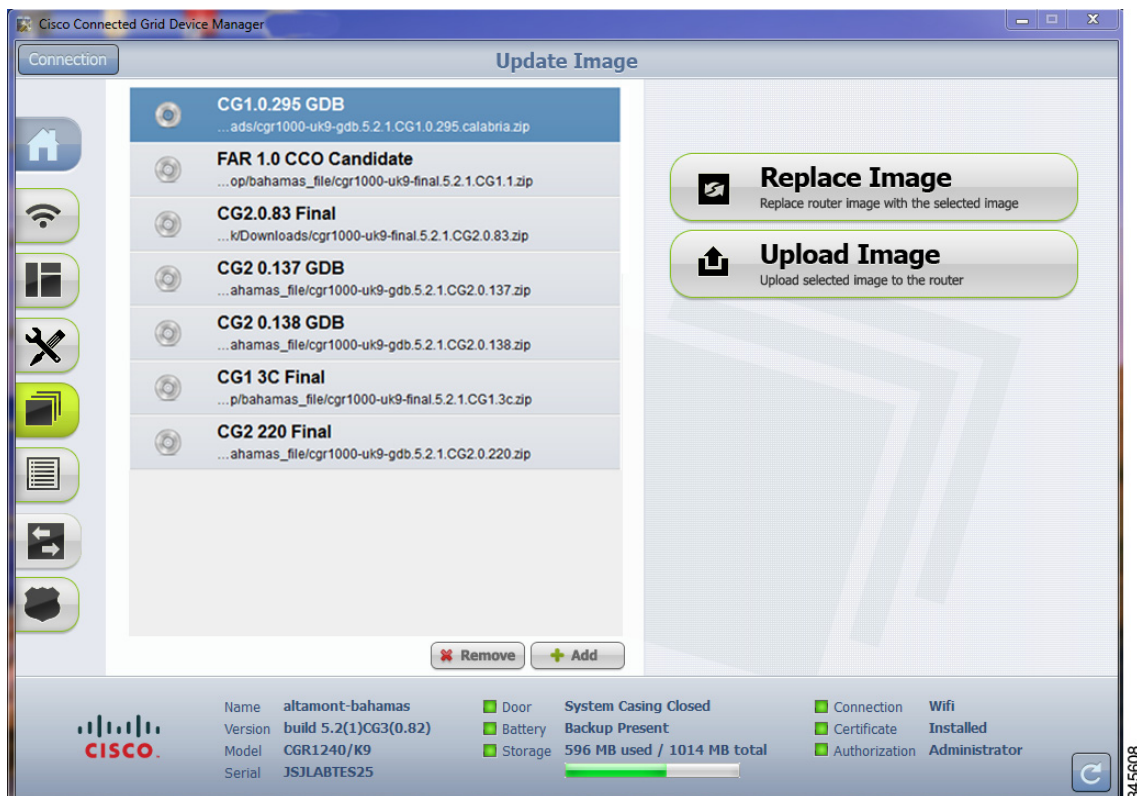 Cisco Connected Grid Device Manager
Connection
Update Image
CG1.0.295 GDB
...ads/cgr1000-uk9-gdb.5.2.1.CG1.0.295.calabria.zip
FAR 1.0 CCO Candidate
...op/bahamas_file/cgr1000-uk9-final.5.2.1.CG1.1.zip
CG2.0.83 Final
...k/Downloads/cgr1000-uk9-final.5.2.1.CG2.0.83.zip
CG2 0.137 GDB
...ahamas_file/cgr1000-uk9-gdb.5.2.1.CG2.0.137.zip
CG2 0.138 GDB
...ahamas_file/cgr1000-uk9-gdb.5.2.1.CG2.0.138.zip
CG1 3C Final
...p/bahamas_file/cgr1000-uk9-final.5.2.1.CG1.3c.zip
CG2 220 Final
...ahamas_file/cgr1000-uk9-gdb.5.2.1.CG2.0.220.zip
Remove
Add
Replace Image
Replace router image with the selected image
Upload Image
Upload selected image to the router
CISCO.
Name altamont-bahamas
Version build 5.2(1)CG3(0.82)
Model CGR1240/K9
Serial JSJLABTES25
Door System Casing Closed
Battery Backup Present
Storage 596 MB used / 1014 MB total
Connection Wifi
Certificate Installed
Authorization Administrator
345608